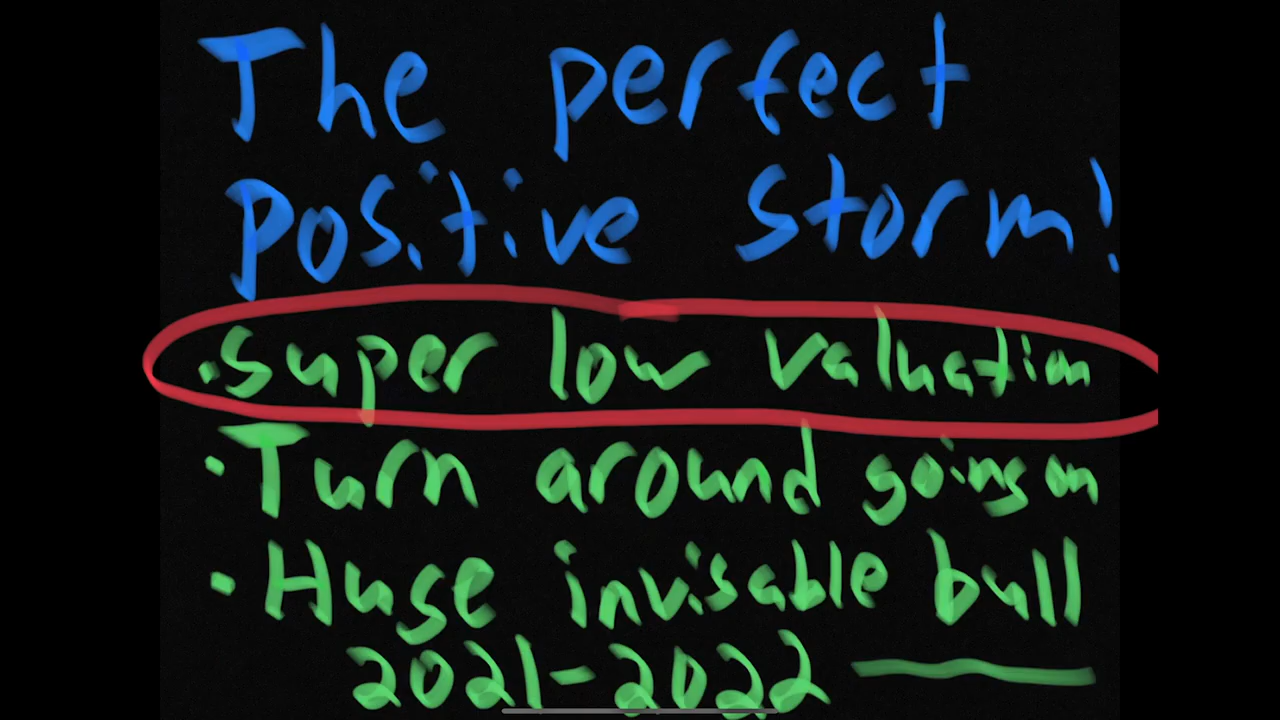 The perfect
positive storm!
• Super low valuation
• Turn around going on
• Huge invisable bull
2021-2022